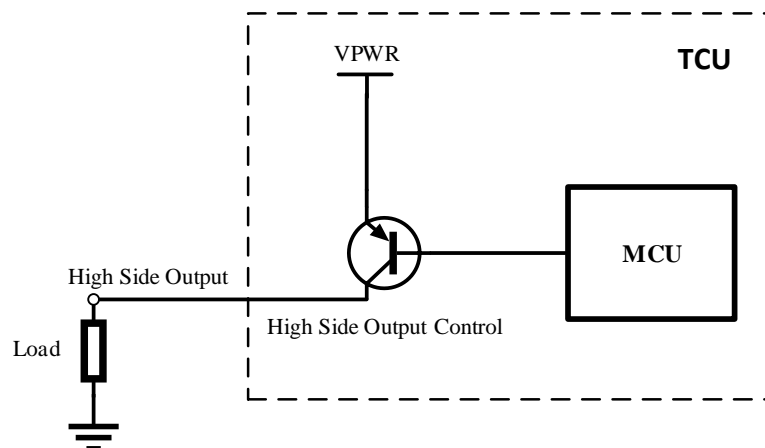 VPWR
TCU
MCU
High Side Output
High Side Output Control
Load